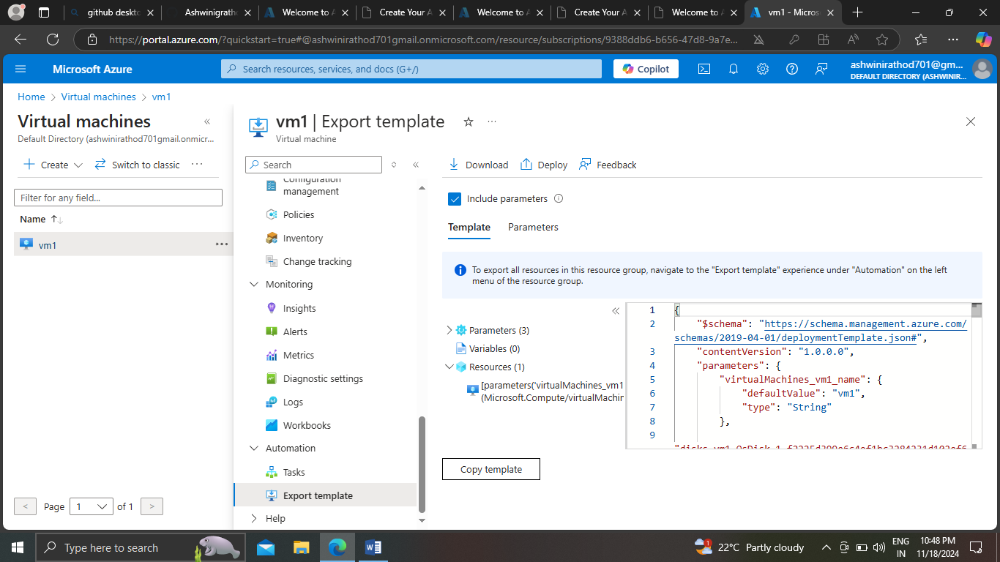 github deskto
Ashwinigrath
Welcome to A
Create Your A
Welcome to A
Create Your A
Welcome to A
vm1 - Micros
https://portal.azure.com/?quickstart=true#@ashwinirathod701gmail.onmicrosoft.com/resource/subscriptions/9388ddb6-b656-47d8-9a7e...
Microsoft Azure
Search resources, services, and docs (G+/)
Copilot
ashwinirathod701@gm...
DEFAULT DIRECTORY (ASHWINIR...
Home > Virtual machines > vm1
Virtual machines
Default Directory (ashwinirathod701gmail.onmicr...
Create
Switch to classic
Filter for any field...
Name
vm1
Page 1 of 1
vm1 | Export template
Virtual machine
Search
Configuration
management
Policies
Inventory
Change tracking
Monitoring
Insights
Alerts
Metrics
Diagnostic settings
Logs
Workbooks
Automation
Tasks
Export template
Help
Download
Deploy
Feedback
Include parameters
Template
Parameters
To export all resources in this resource group, navigate to the "Export template" experience under "Automation" on the left
menu of the resource group.
Parameters (3)
Variables (0)
Resources (1)
[parameters('virtualMachines_vm1
(Microsoft.Compute/virtualMachin
1 {
2 "$schema": "https://schema.management.azure.com/
schemas/2019-04-01/deploymentTemplate.json#",
3 "contentVersion": "1.0.0.0",
4 "parameters": {
5 "virtualMachines_vm1_name": {
6 "defaultValue": "vm1",
7 "type": "String"
8 },
9
Copy template
Type here to search
1
22°C Partly cloudy
ENG
IN
10:48 PM
11/18/2024